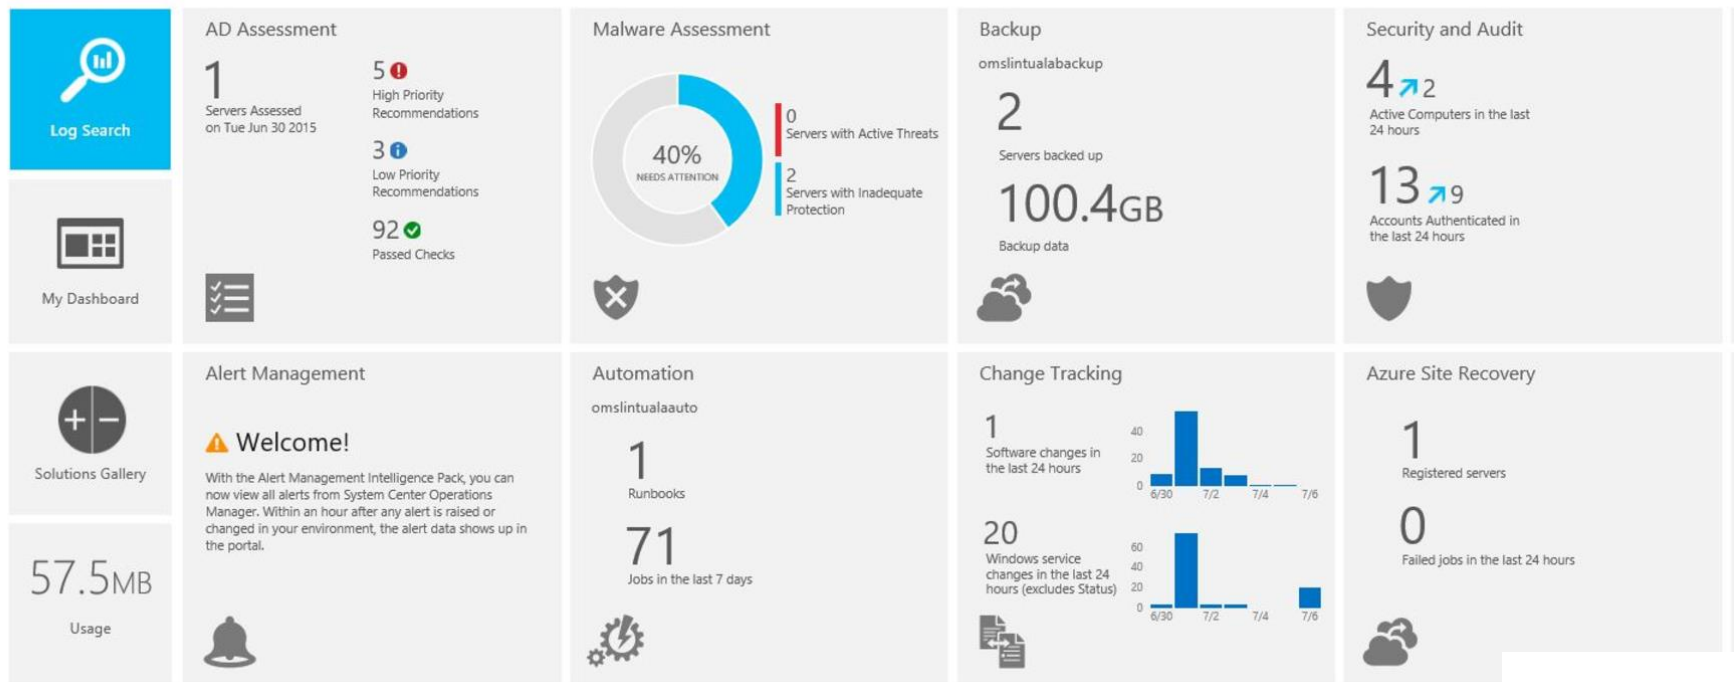 Log Search
My Dashboard
Solutions Gallery
57.5MB
Usage
AD Assessment
1
Servers Assessed
on Tue Jun 30 2015
5
High Priority
Recommendations
3
Low Priority
Recommendations
92
Passed Checks
Malware Assessment
40%
NEEDS ATTENTION
0
Servers with Active Threats
2
Servers with Inadequate
Protection
Backup
omslintualabackup
2
Servers backed up
100.4GB
Backup data
Security and Audit
4 2
Active Computers in the last
24 hours
13 9
Accounts Authenticated in
the last 24 hours
Alert Management
Welcome!
With the Alert Management Intelligence Pack, you can
now view all alerts from System Center Operations
Manager. Within an hour after any alert is raised or
changed in your environment, the alert data shows up in
the portal.
Automation
omslintualaauto
1
Runbooks
71
Jobs in the last 7 days
Change Tracking
1
Software changes in
the last 24 hours
40
20
0
6/30 7/2 7/4 7/6
20
Windows service
changes in the last 24
hours (excludes Status)
60
40
20
0
6/30 7/2 7/4 7/6
Azure Site Recovery
1
Registered servers
0
Failed jobs in the last 24 hours